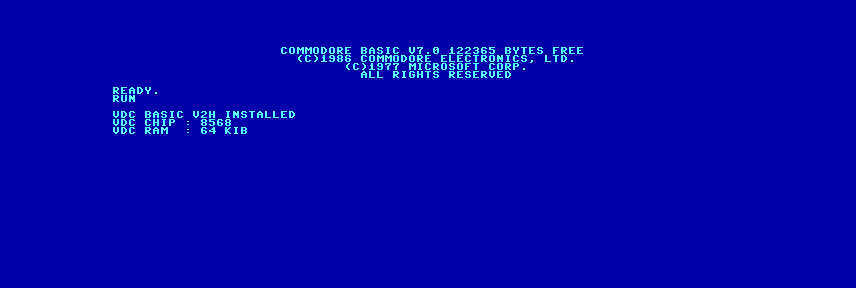 COMMODORE BASIC V7.0 122365 BYTES FREE
(C)1986 COMMODORE ELECTRONICS, LTD.
(C)1977 MICROSOFT CORP.
ALL RIGHTS RESERVED
READY.
RUN
VDC BASIC V2H INSTALLED
VDC CHIP : 8568
VDC RAM : 64 KIB